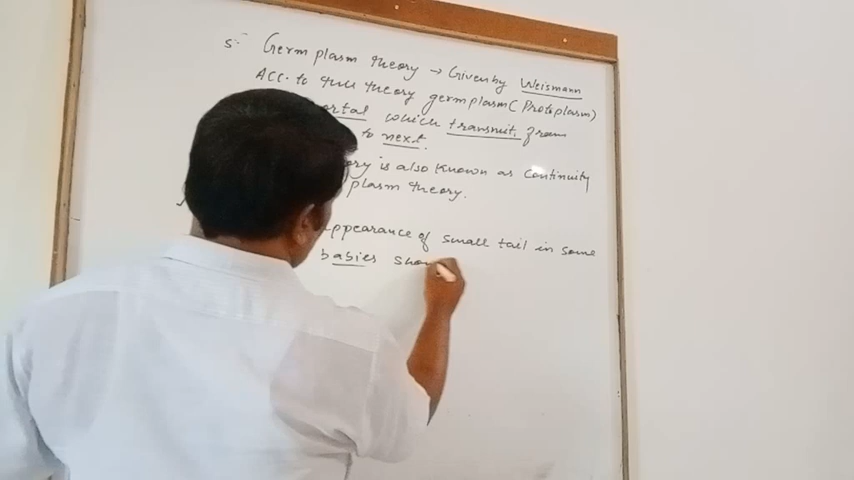 5:- Germplasm theory → Given by Weismann
Acc. to this theory germplasm (Protoplasm)
ortal which transmit from
to next.
ory is also known as continuity
plasm theory.
appearance of small tail in some
babies sho